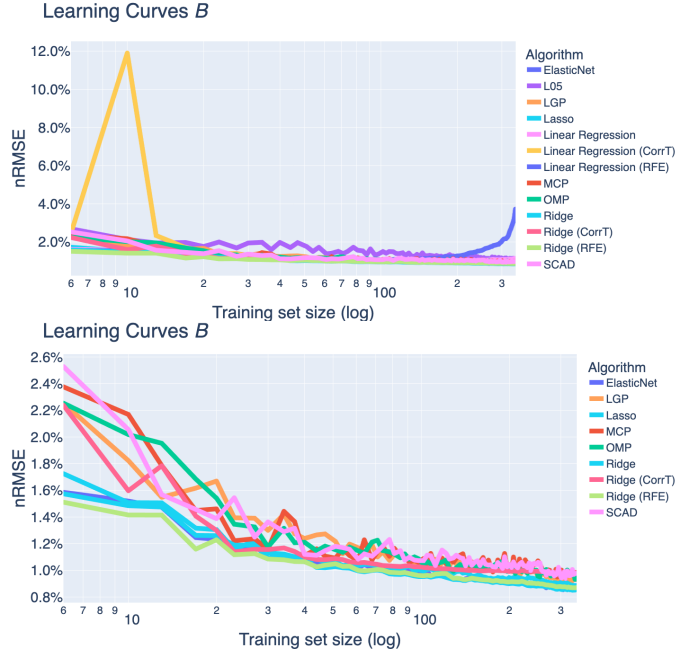 Learning Curves B
12.0%
10.0%
8.0%
6.0%
4.0%
2.0%
nRMSE
6 7 8 9 10 2 3 4 5 6 7 8 9 100 2 3
Training set size (log)
Algorithm
ElasticNet
L05
LGP
Lasso
Linear Regression
Linear Regression (CorrT)
Linear Regression (RFE)
MCP
OMP
Ridge
Ridge (CorrT)
Ridge (RFE)
SCAD
Learning Curves B
2.6%
2.4%
2.2%
2.0%
1.8%
1.6%
1.4%
1.2%
1.0%
0.8%
nRMSE
6 7 8 9 10 2 3 4 5 6 7 8 9 100 2 3
Training set size (log)
Algorithm
ElasticNet
LGP
Lasso
MCP
OMP
Ridge
Ridge (CorrT)
Ridge (RFE)
SCAD